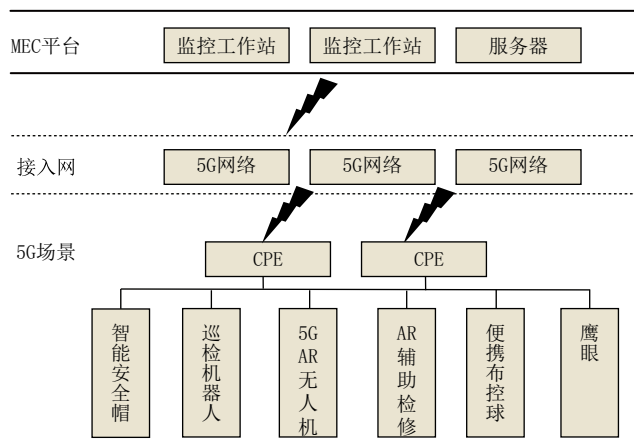 MEC平台 监控工作站 监控工作站 服务器
接入网 5G网络 5G网络 5G网络
5G场景 CPE CPE
智能安全帽
巡检机器人
5G AR无人机
AR辅助检修
便携布控球
鹰眼